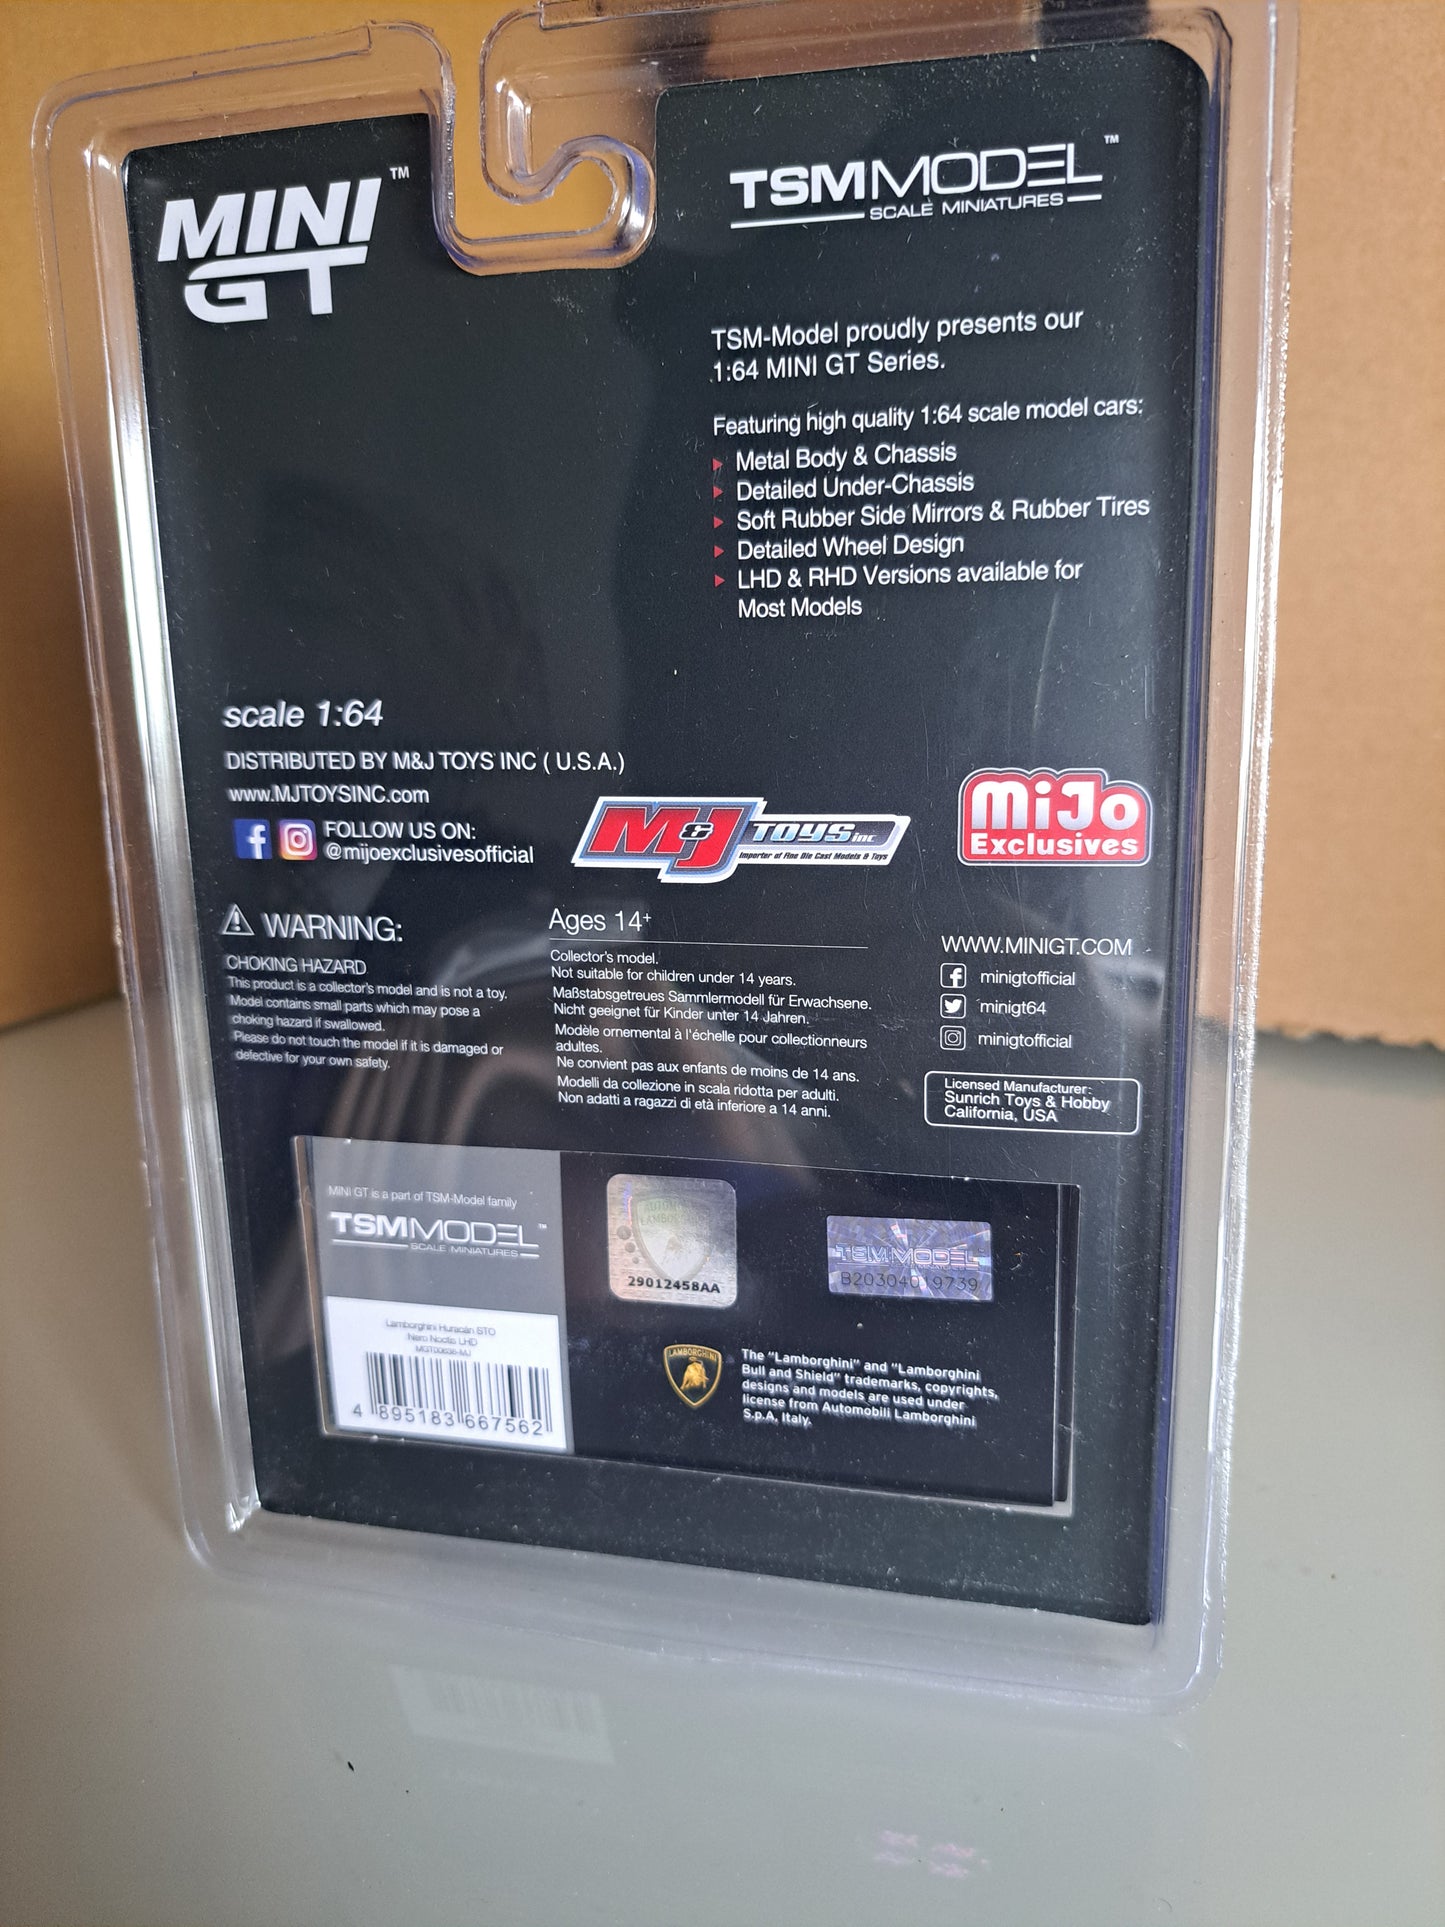 MINI GT™
TSMMODEL™
SCALE MINIATURES
TSM-Model proudly presents our
1:64 MINI GT Series.
Featuring high quality 1:64 scale model cars:
Metal Body & Chassis
Detailed Under-Chassis
Soft Rubber Side Mirrors & Rubber Tires
Detailed Wheel Design
LHD & RHD Versions available for
Most Models
scale 1:64
DISTRIBUTED BY M&J TOYS INC ( U.S.A.)
www.MJTOYSINC.com
FOLLOW US ON:
@mijoexclusivesofficial
M&J TOYS inc
Importer of Fine Die Cast Models & Toys
MiJo
Exclusives
WARNING:
CHOKING HAZARD
This product is a collector's model and is not a toy.
Model contains small parts which may pose a
choking hazard if swallowed.
Please do not touch the model if it is damaged or
defective for your own safety.
Ages 14+
Collector's model.
Not suitable for children under 14 years.
Maßstabsgetreues Sammlermodell für Erwachsene.
Nicht geeignet für Kinder unter 14 Jahren.
Modèle ornemental à l'échelle pour collectionneurs
adultes.
Ne convient pas aux enfants de moins de 14 ans.
Modelli da collezione in scala ridotta per adulti.
Non adatti a ragazzi di età inferiore a 14 anni.
WWW.MINIGT.COM
minigtofficial
minigt64
minigtofficial
Licensed Manufacturer:
Sunrich Toys & Hobby
California, USA
MINI GT is a part of TSM-Model family
TSMMODEL™
SCALE MINIATURES
Lamborghini Huracán STO
Nero Noctis LHD
MGT00636-MJ
4 895183 667562
29012458AA
TSMMODEL
B20304019739
LAMBORGHINI
The "Lamborghini" and "Lamborghini
Bull and Shield" trademarks, copyrights,
designs and models are used under
license from Automobili Lamborghini
S.p.A. Italy.